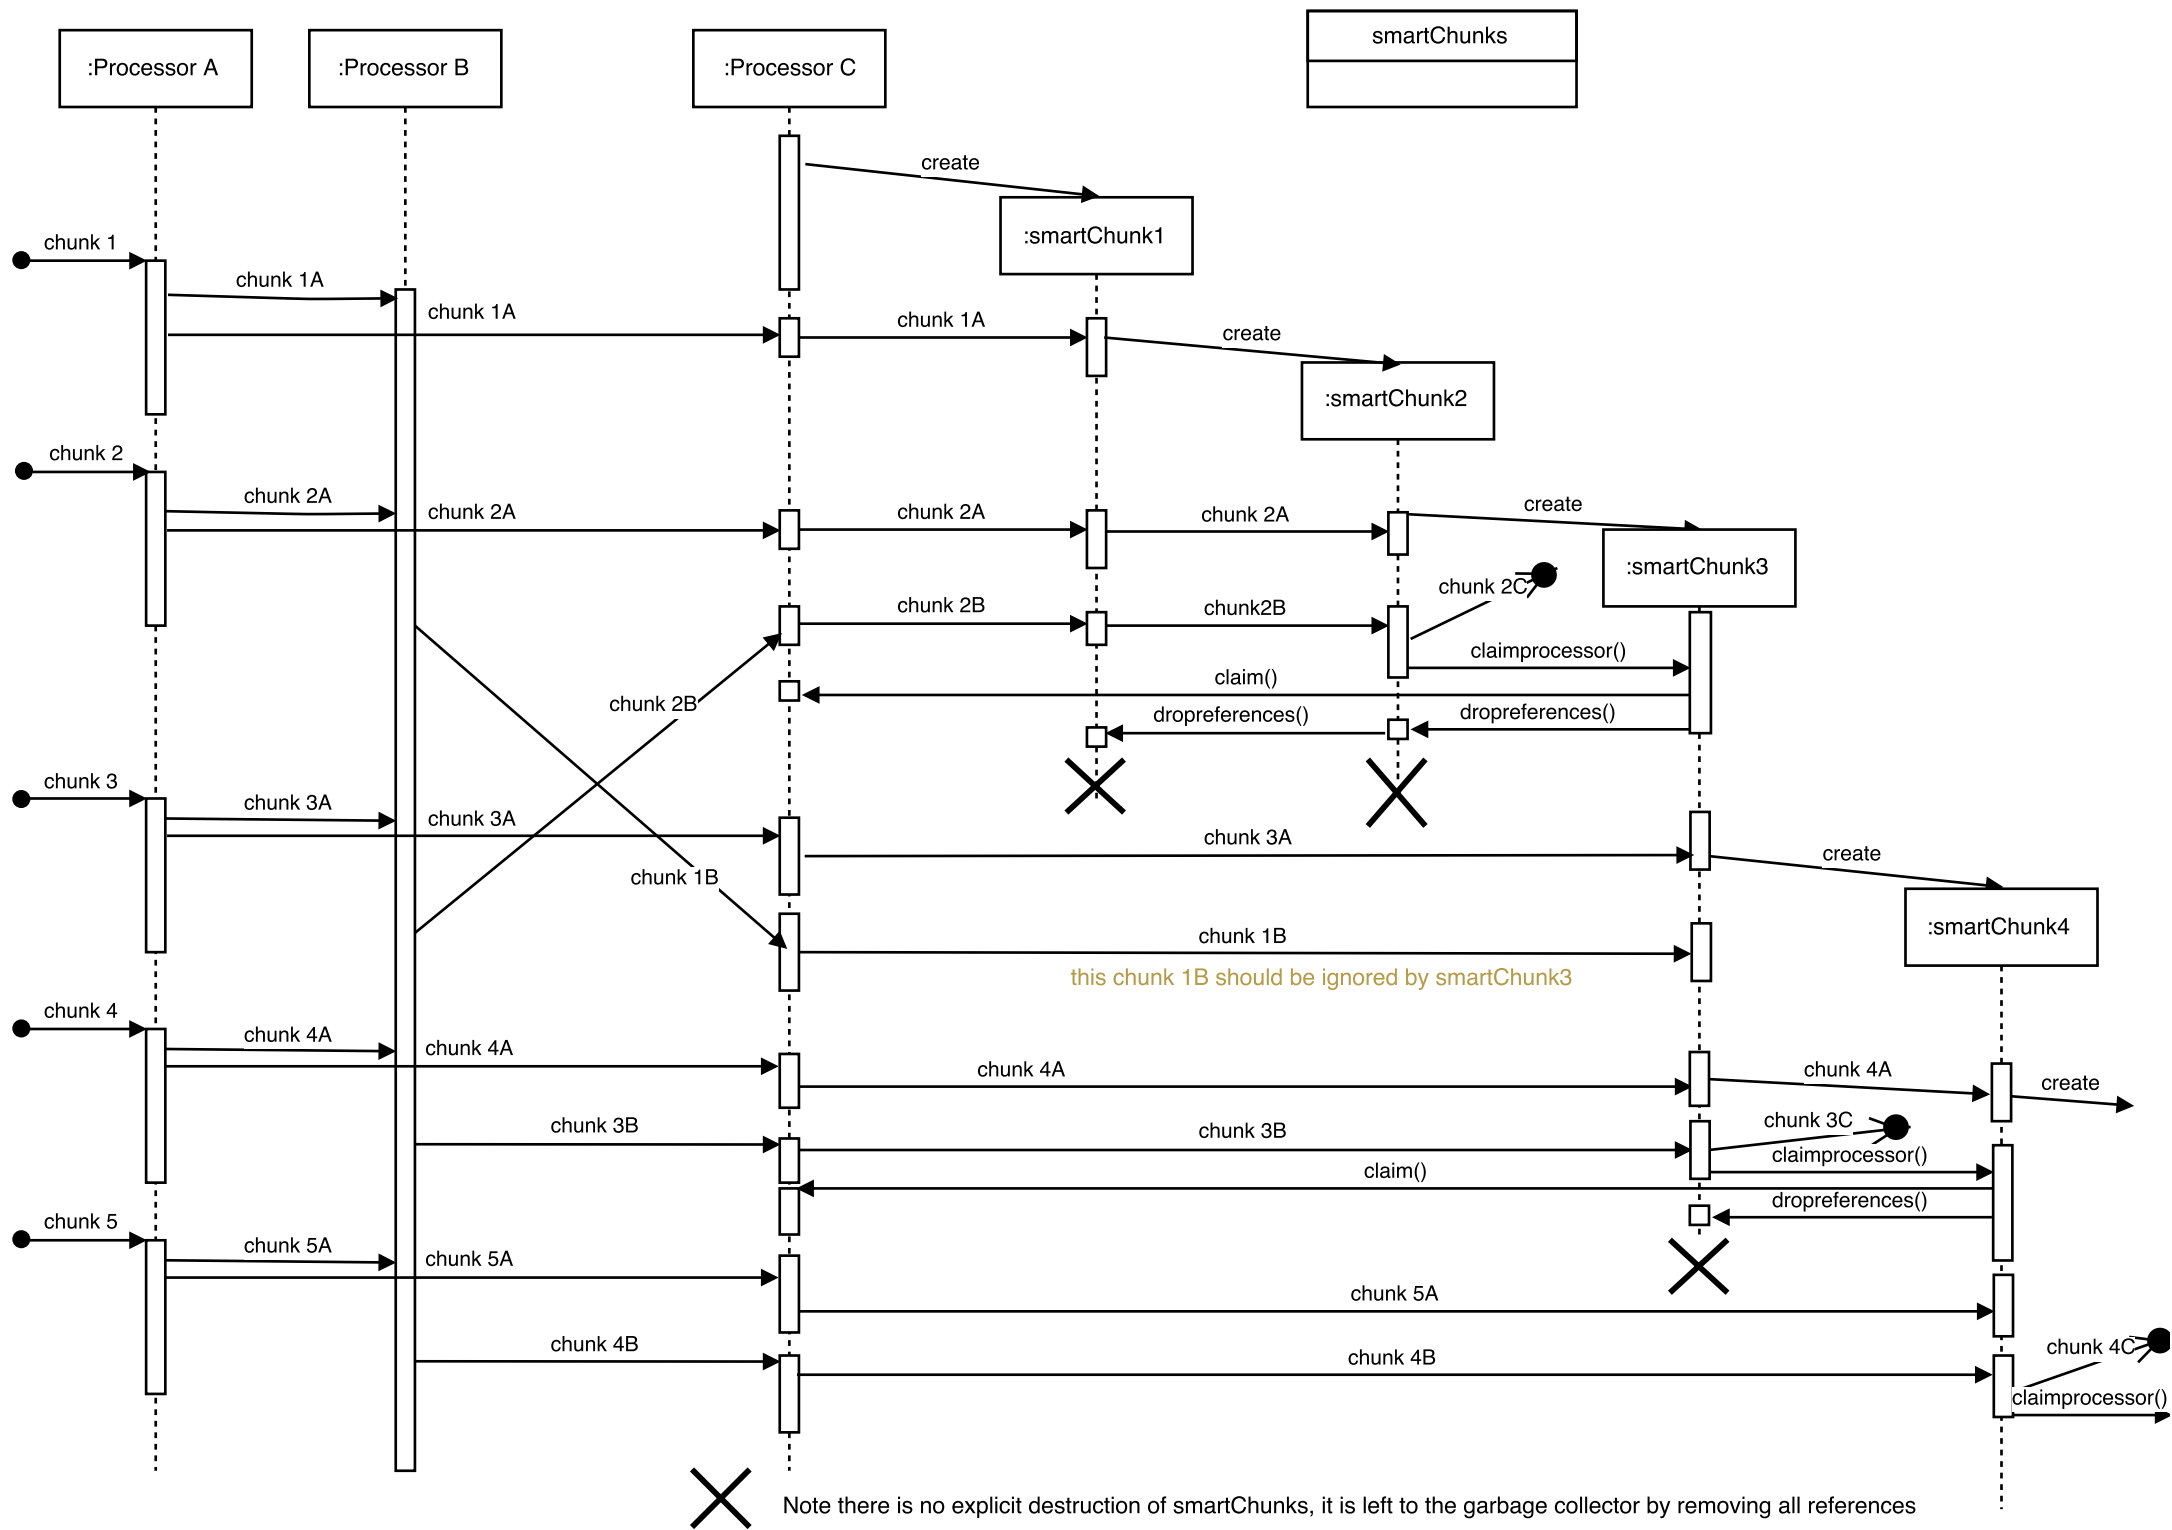 :Processor A
:Processor B
:Processor C
smartChunks
create
:smartChunk1
chunk 1
chunk 1A
chunk 1A
chunk 1A
create
:smartChunk2
chunk 2
chunk 2A
chunk 2A
chunk 2A
chunk 2A
create
:smartChunk3
chunk 2C
chunk 2B
chunk2B
claimprocessor()
claim()
chunk 2B
dropreferences()
dropreferences()
chunk 3
chunk 3A
chunk 3A
chunk 3A
create
chunk 1B
:smartChunk4
chunk 1B
this chunk 1B should be ignored by smartChunk3
chunk 4
chunk 4A
chunk 4A
chunk 4A
chunk 4A
create
chunk 3B
chunk 3B
chunk 3C
claimprocessor()
claim()
dropreferences()
chunk 5
chunk 5A
chunk 5A
chunk 5A
chunk 4B
chunk 4B
chunk 4C
claimprocessor()
Note there is no explicit destruction of smartChunks, it is left to the garbage collector by removing all references